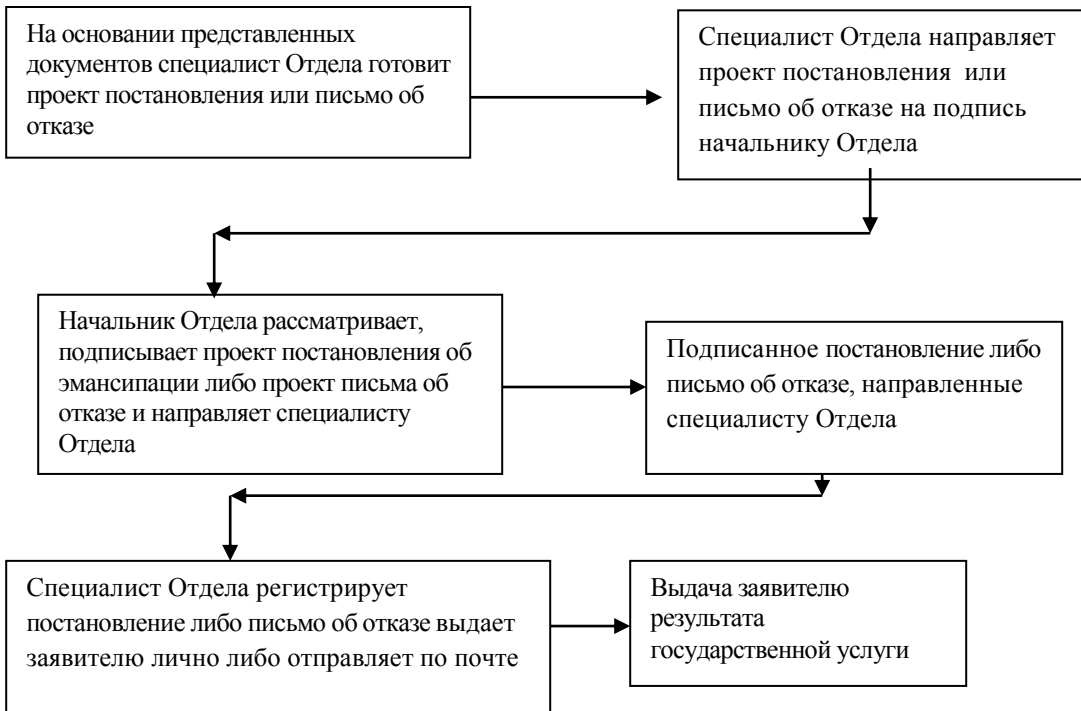 На основании представленных
документов специалист Отдела готовит
проект постановления или письмо об
отказе
Специалист Отдела направляет
проект постановления или
письмо об отказе на подпись
начальнику Отдела
Начальник Отдела рассматривает,
подписывает проект постановления об
эмансипации либо проект письма об
отказе и направляет специалисту
Отдела
Подписанное постановление либо
письмо об отказе, направленные
специалисту Отдела
Специалист Отдела регистрирует
постановление либо письмо об отказе выдает
заявителю лично либо отправляет по почте
Выдача заявителю
результата
государственной услуги